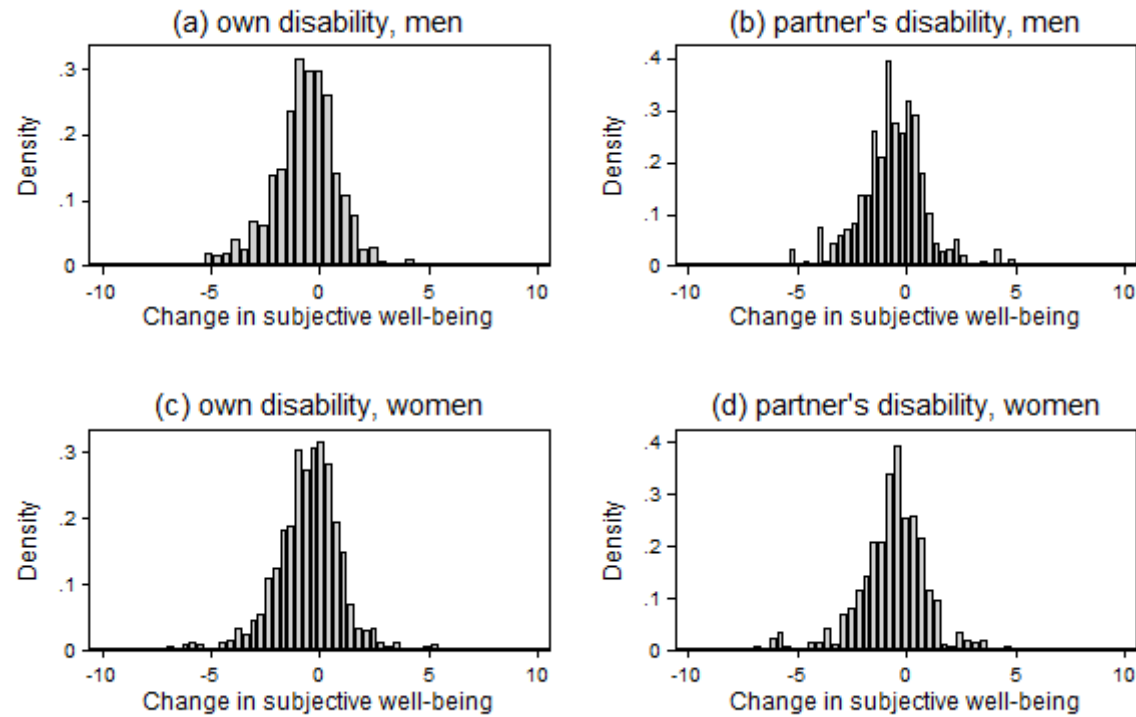 (a) own disability, men
.3
.2
.1
0
Density
-10 -5 0 5 10
Change in subjective well-being
(b) partner's disability, men
.4
.3
.2
.1
0
Density
-10 -5 0 5 10
Change in subjective well-being
(c) own disability, women
.3
.2
.1
0
Density
-10 -5 0 5 10
Change in subjective well-being
(d) partner's disability, women
.4
.3
.2
.1
0
Density
-10 -5 0 5 10
Change in subjective well-being